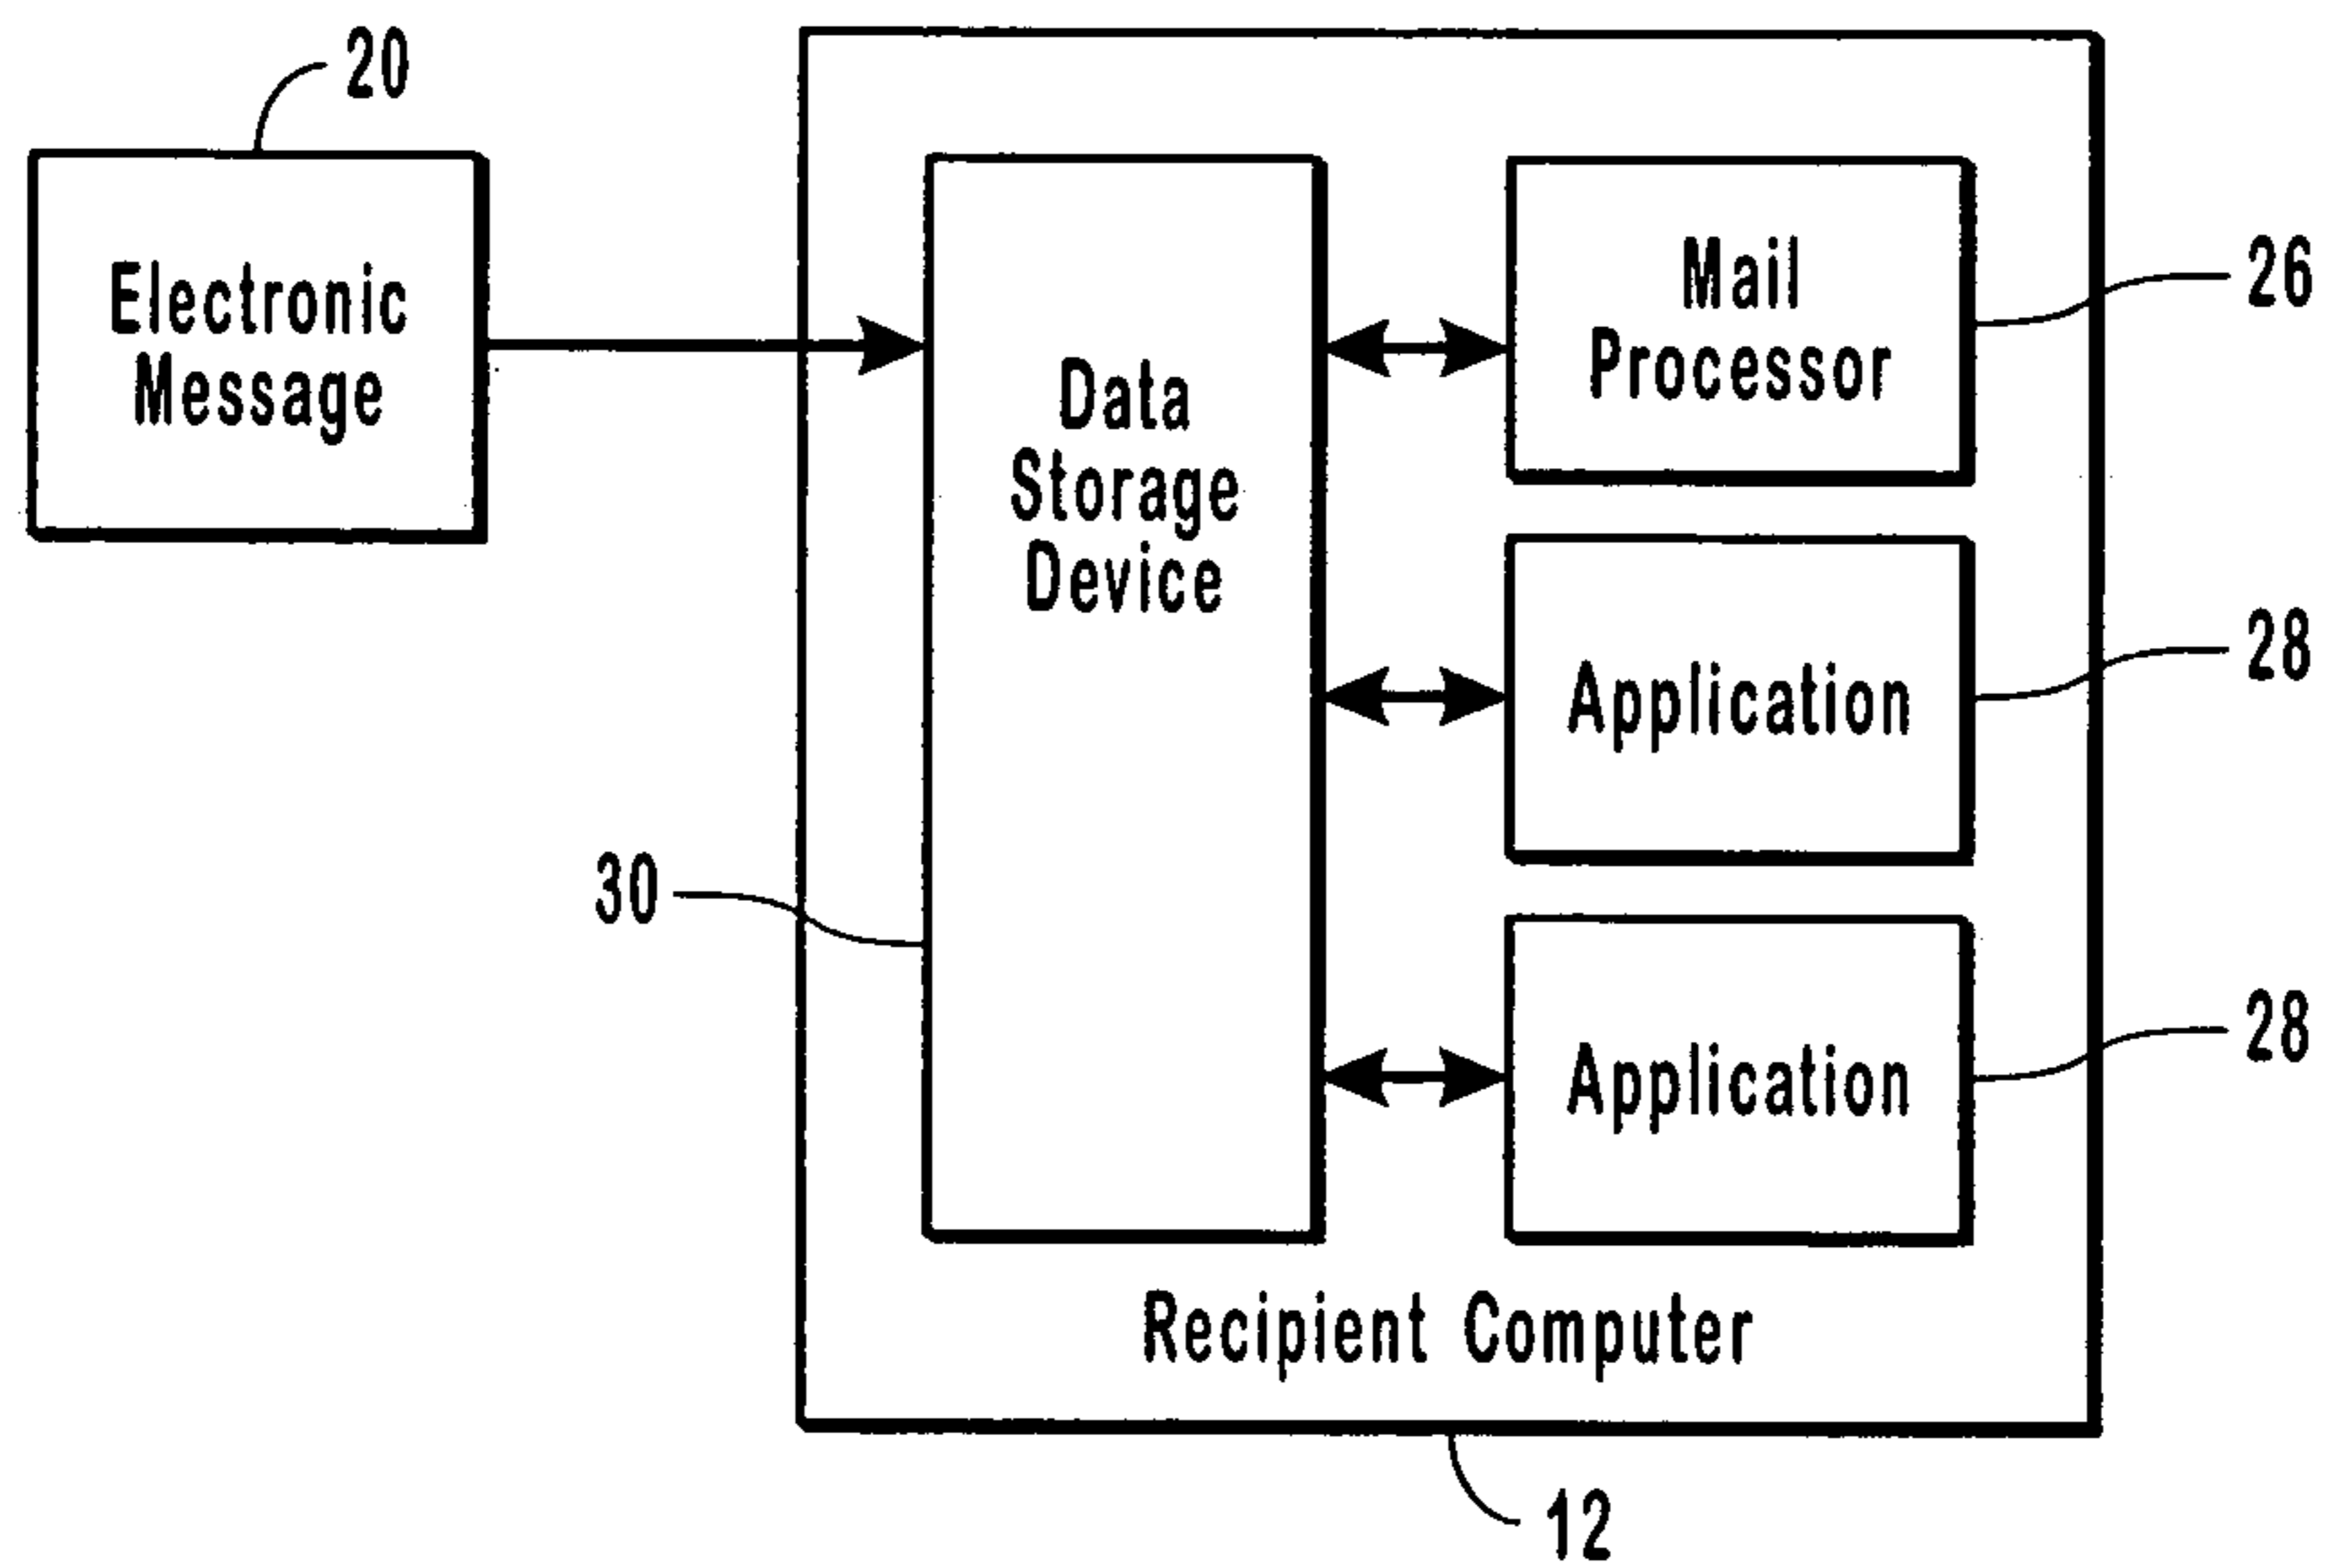 20
Electronic
Message
Data
Storage
Device
Mail
Processor
26
Application
28
30
Application
28
Recipient Computer
12